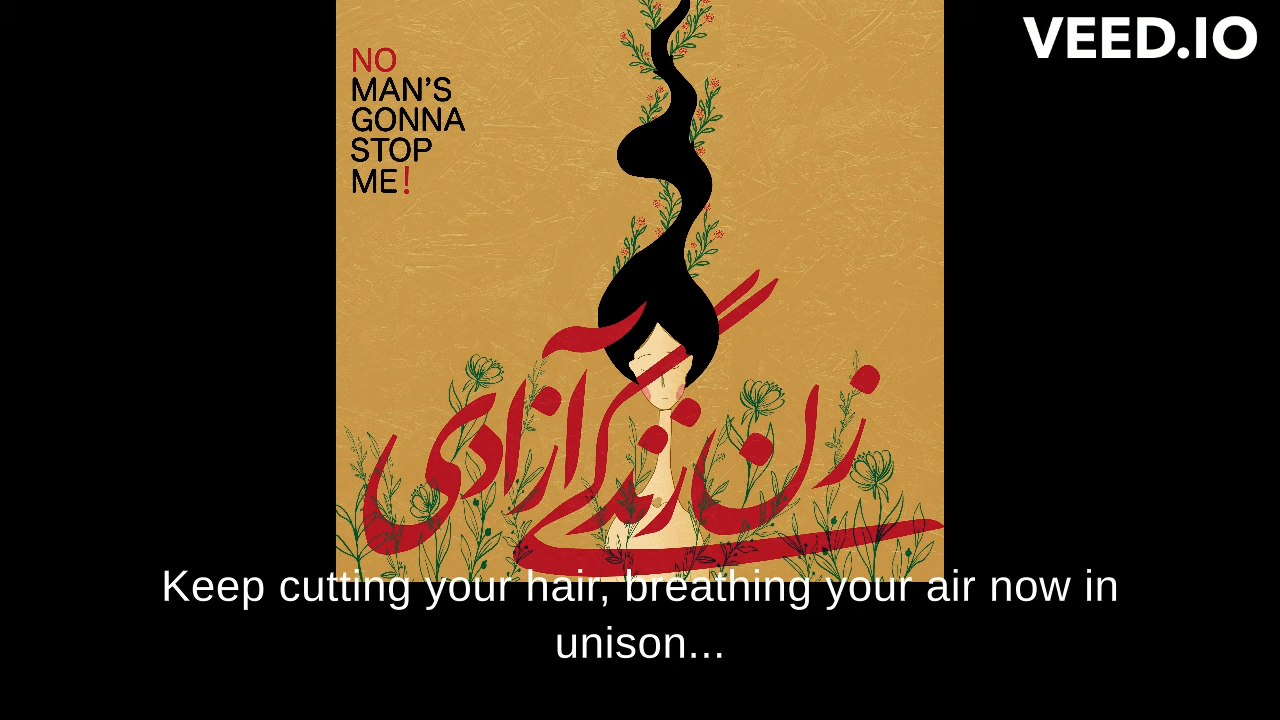 VEED.IO
NO
MAN'S
GONNA
STOP
ME!
زن زندگی آزادی
Keep cutting your hair, breathing your air now in
unison...